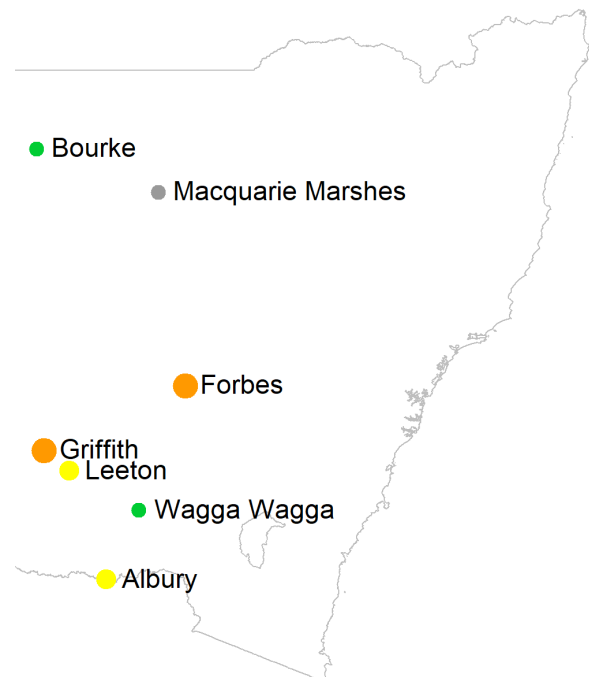 Bourke
Macquarie Marshes
Forbes
Griffith
Leeton
Wagga Wagga
Albury